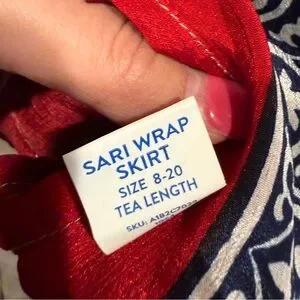 SARI WRAP
SKIRT
SIZE 8-20
TEA LENGTH
SKU: